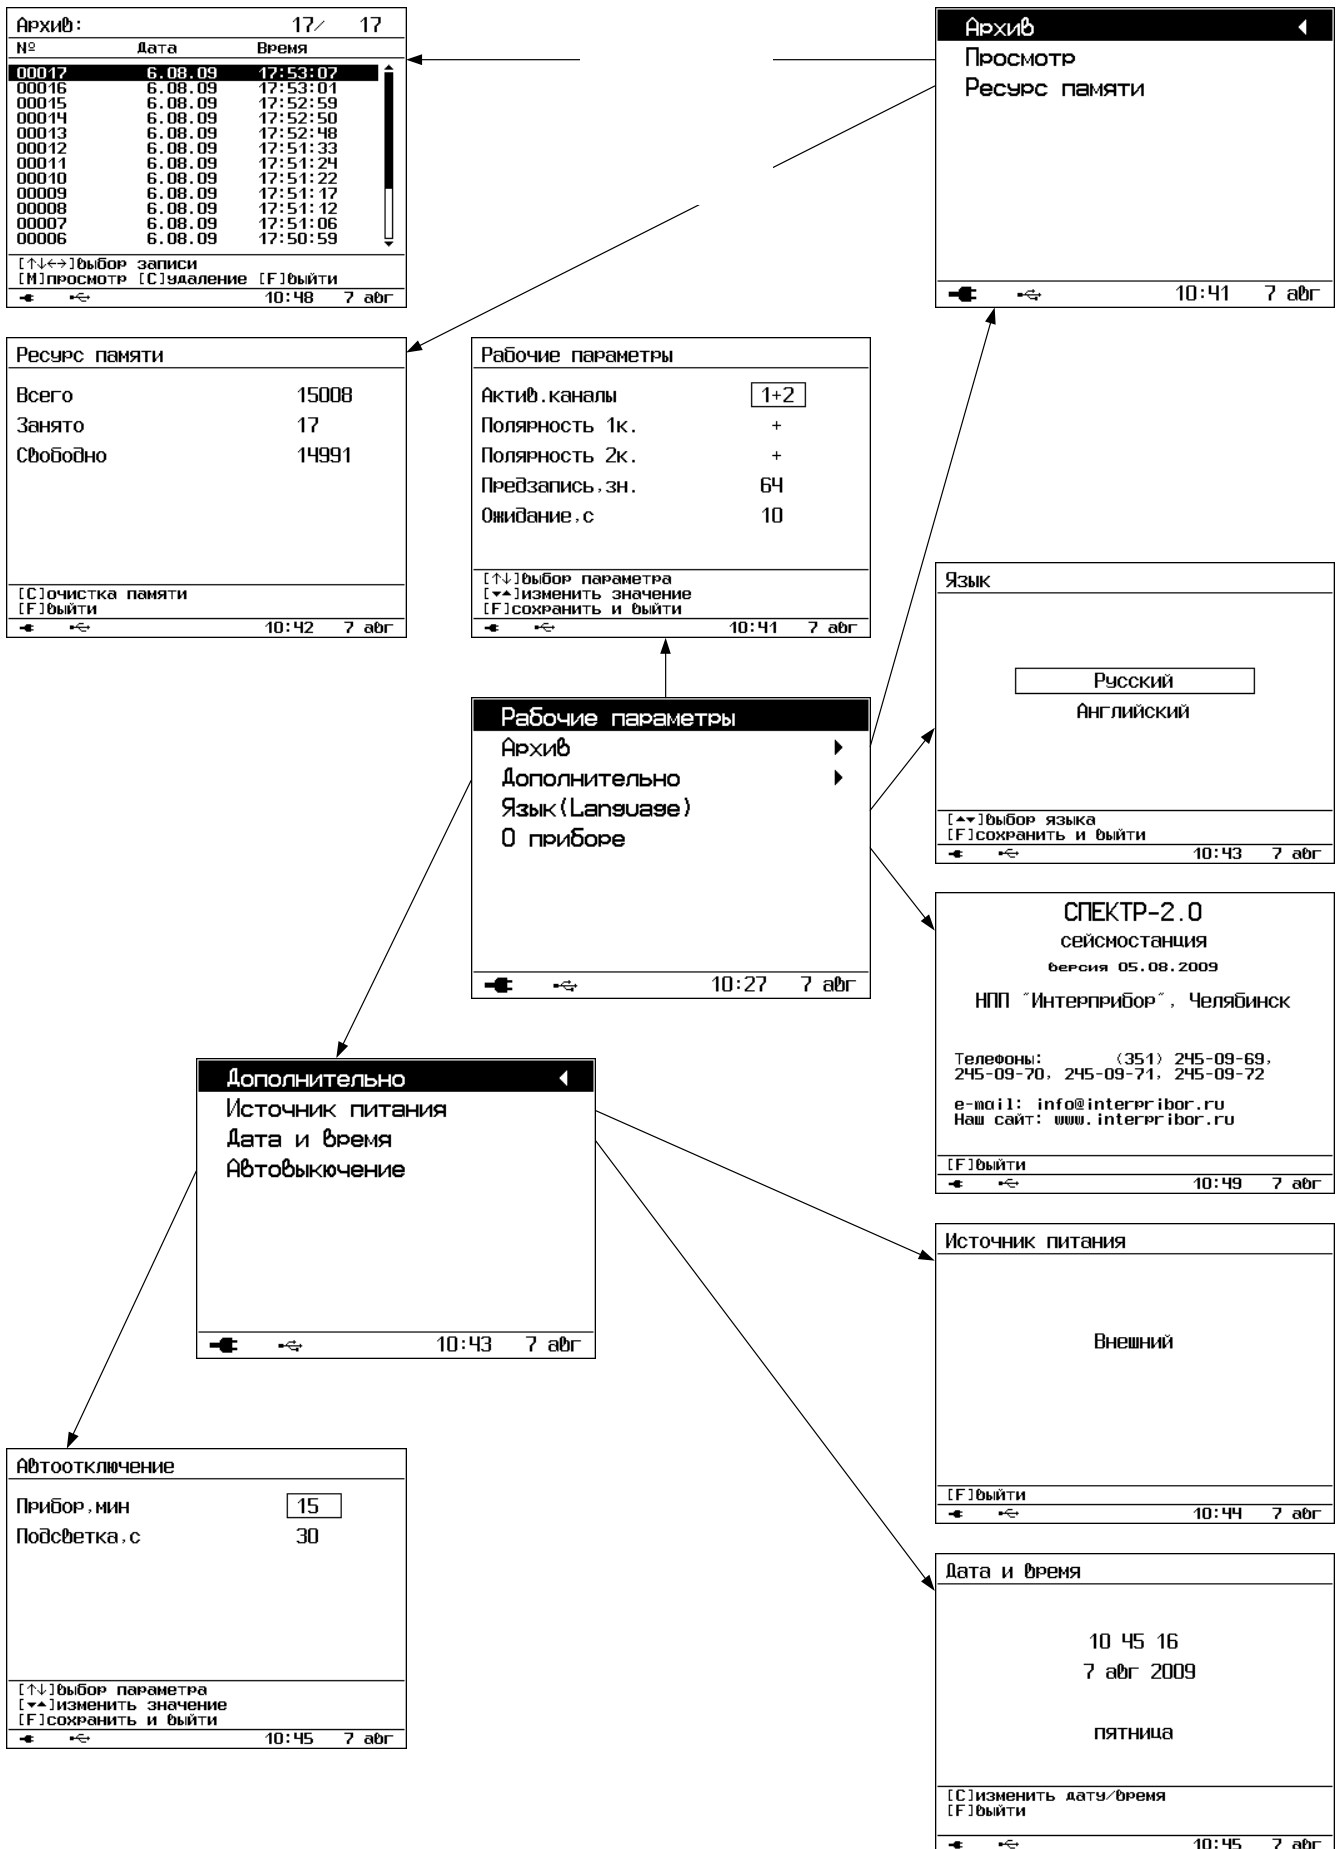 Архив: 17/ 17
№ Дата Время
00017 6.08.09 17:53:07
00016 6.08.09 17:53:01
00015 6.08.09 17:52:59
00014 6.08.09 17:52:50
00013 6.08.09 17:52:48
00012 6.08.09 17:51:33
00011 6.08.09 17:51:24
00010 6.08.09 17:51:22
00009 6.08.09 17:51:17
00008 6.08.09 17:51:12
00007 6.08.09 17:51:06
00006 6.08.09 17:50:59
[↑↓←→]выбор записи
[M]просмотр [C]удаление [F]выйти
10:48 7 авг
Архив
Просмотр
Ресурс памяти
10:41 7 авг
Ресурс памяти
Всего 15008
Занято 17
Свободно 14991
[C]очистка памяти
[F]выйти
10:42 7 авг
Рабочие параметры
Актив.каналы 1+2
Полярность 1к. +
Полярность 2к. +
Предзапись,зн. 64
Ожидание,с 10
[↑↓]выбор параметра
[▾▴]изменить значение
[F]сохранить и выйти
10:41 7 авг
Язык
Русский
Английский
[▴▾]выбор языка
[F]сохранить и выйти
10:43 7 авг
Рабочие параметры
Архив
Дополнительно
Язык(Language)
О приборе
10:27 7 авг
СПЕКТР-2.0
сейсмостанция
версия 05.08.2009
НПП "Интерприбор", Челябинск
Телефоны: (351) 245-09-69,
245-09-70, 245-09-71, 245-09-72
e-mail: info@interpribor.ru
Наш сайт: www.interpribor.ru
[F]выйти
10:49 7 авг
Дополнительно
Источник питания
Дата и время
Автовыкючение
10:43 7 авг
Источник питания
Внешний
[F]выйти
10:44 7 авг
Автоотключение
Прибор,мин 15
Подсветка,с 30
[↑↓]выбор параметра
[▾▴]изменить значение
[F]сохранить и выйти
10:45 7 авг
Дата и время
10 45 16
7 авг 2009
пятница
[C]изменить дату/время
[F]выйти
10:45 7 авг